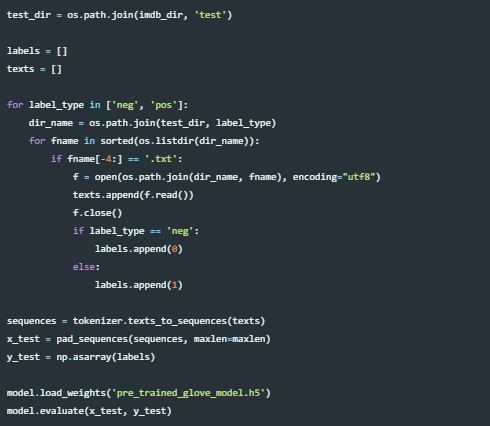 test_dir = os.path.join(imdb_dir, 'test')

labels = []
texts = []

for label_type in ['neg', 'pos']:
    dir_name = os.path.join(test_dir, label_type)
    for fname in sorted(os.listdir(dir_name)):
        if fname[-4:] == '.txt':
            f = open(os.path.join(dir_name, fname), encoding="utf8")
            texts.append(f.read())
            f.close()
            if label_type == 'neg':
                labels.append(0)
            else:
                labels.append(1)

sequences = tokenizer.texts_to_sequences(texts)
x_test = pad_sequences(sequences, maxlen=maxlen)
y_test = np.asarray(labels)

model.load_weights('pre_trained_glove_model.h5')
model.evaluate(x_test, y_test)